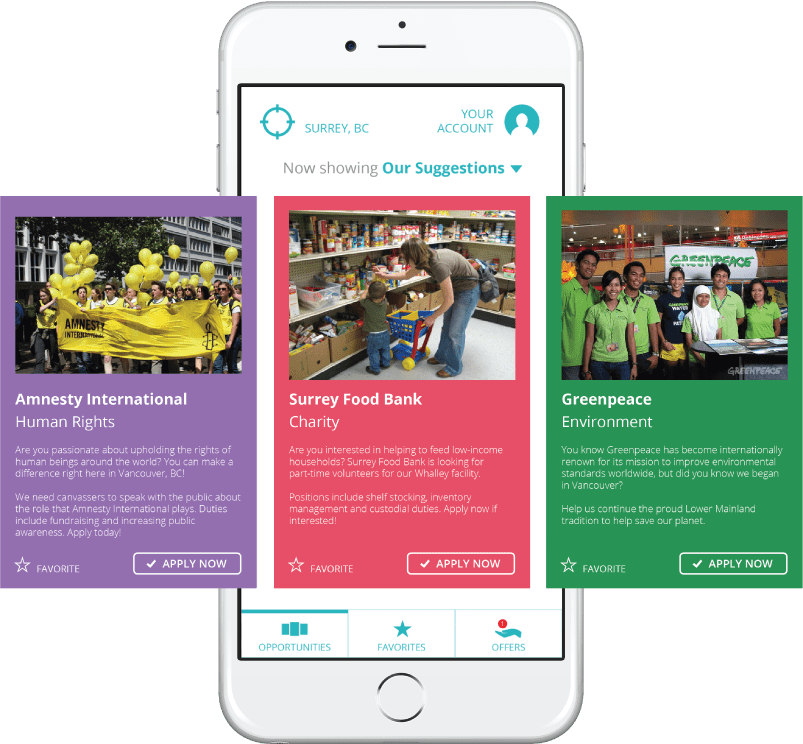 SURREY, BC
YOUR
ACCOUNT
Now showing Our Suggestions
AMNESTY
INTERNATIONAL
Amnesty International
Human Rights
Are you passionate about upholding the rights of
human beings around the world? You can make a
difference right here in Vancouver, BC!
We need canvassers to speak with the public about
the role that Amnesty International plays. Duties
include fundraising and increasing public
awareness. Apply today!
FAVORITE
APPLY NOW
Surrey Food Bank
Charity
Are you interested in helping to feed low-income
households? Surrey Food Bank is looking for
part-time volunteers for our Whalley facility.
Positions include shelf stocking, inventory
management and custodial duties. Apply now if
interested!
FAVORITE
APPLY NOW
GREENPEACE
GREENPEACE
Greenpeace
Environment
You know Greenpeace has become internationally
renown for its mission to improve environmental
standards worldwide, but did you know we began
in Vancouver?
Help us continue the proud Lower Mainland
tradition to help save our planet.
FAVORITE
APPLY NOW
OPPORTUNITIES
FAVORITES
OFFERS